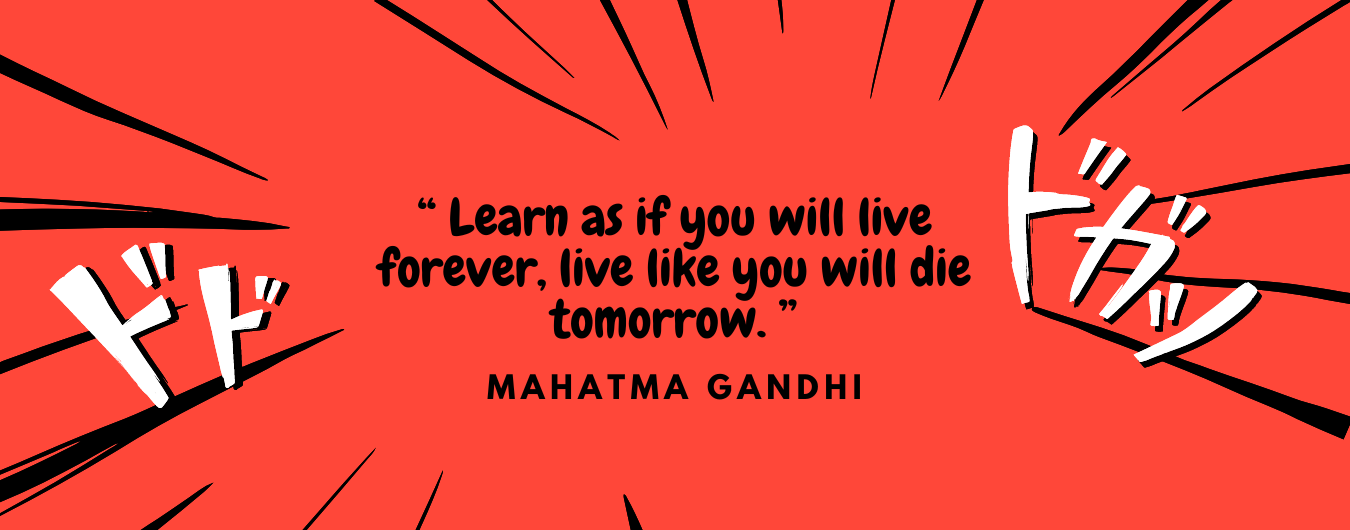 “ Learn as if you will live
forever, live like you will die
tomorrow. ”
MAHATMA GANDHI
ドド
ドガッ